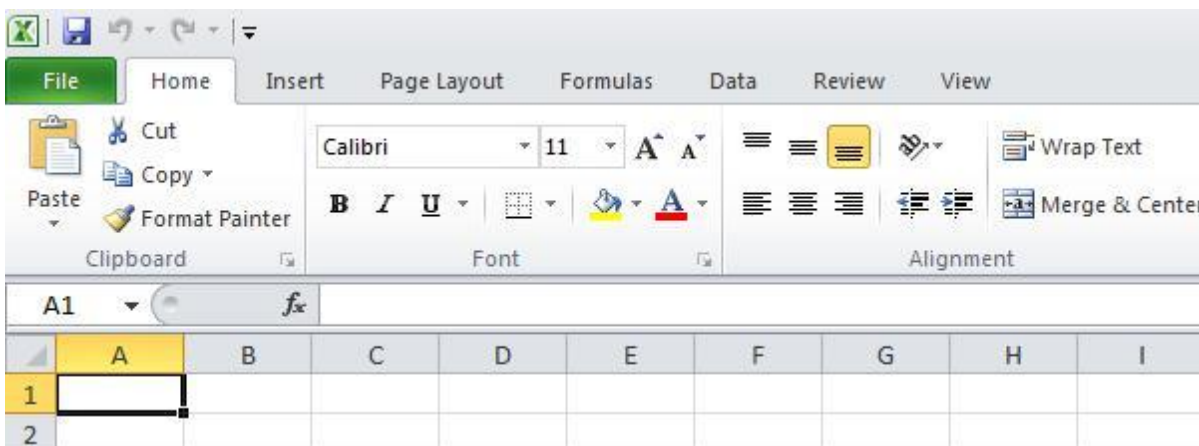 File Home Insert Page Layout Formulas Data Review View
Cut
Calibri 11 A A Wrap Text
Copy
Paste
B I U A a Merge & Center
Format Painter
Clipboard Font Alignment
A1 fx
A B C D E F G H I
1
2